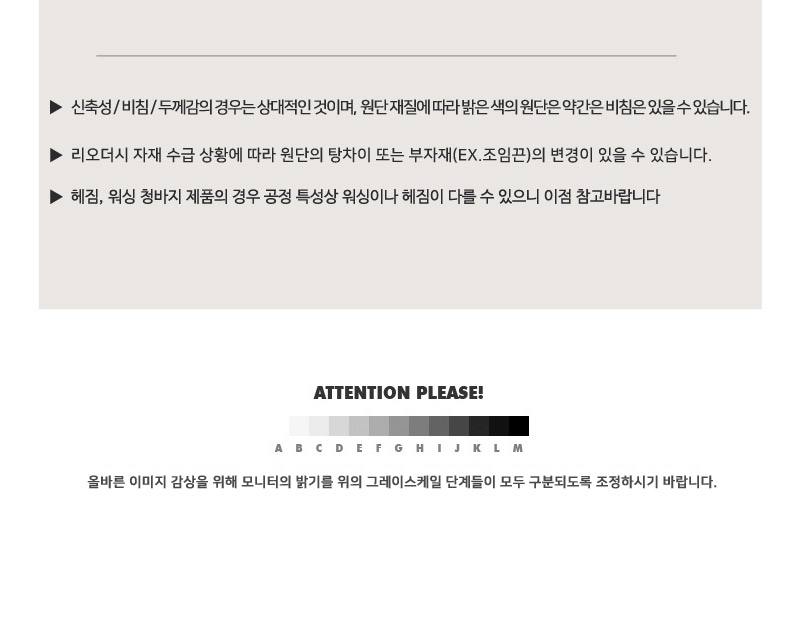 ▶ 신축성/비침/두께감의 경우는 상대적인 것이며, 원단 재질에 따라 밝은 색의 원단은 약간은 비침은 있을 수 있습니다.
▶ 리오더시 자재 수급 상황에 따라 원단의 탕차이 또는 부자재(EX.조임끈)의 변경이 있을 수 있습니다.
▶ 헤짐, 워싱 청바지 제품의 경우 공정 특성상 워싱이나 헤짐이 다를 수 있으니 이점 참고바랍니다
ATTENTION PLEASE!
A B C D E F G H I J K L M
올바른 이미지 감상을 위해 모니터의 밝기를 위의 그레이스케일 단계들이 모두 구분되도록 조정하시기 바랍니다.